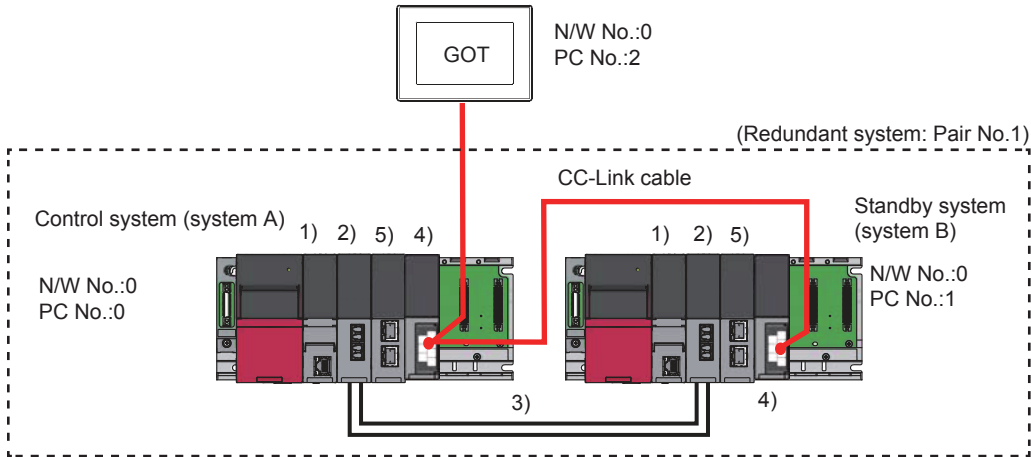 GOT
N/W No.:0
PC No.:2
(Redundant system: Pair No.1)
CC-Link cable
Control system (system A)
1) 2) 5) 4)
N/W No.:0
PC No.:0
1) 2) 5)
Standby system
(system B)
N/W No.:0
PC No.:1
3)
4)